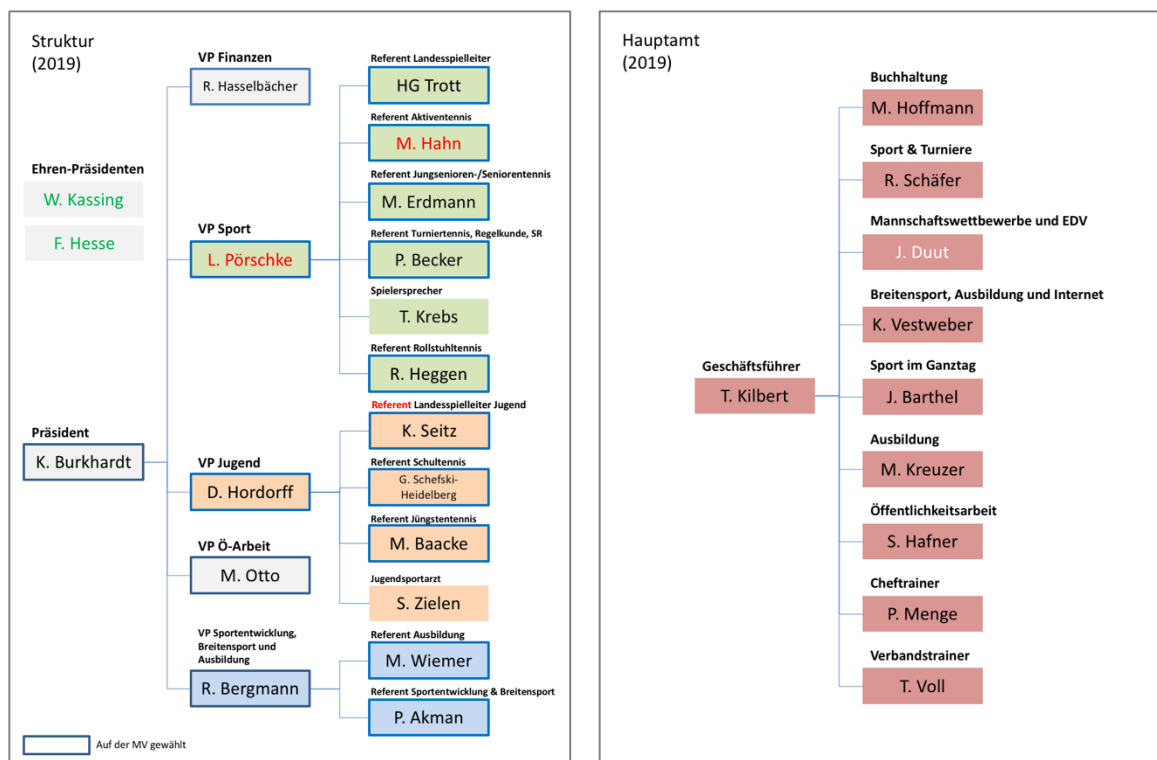 Struktur
(2019)
Ehren-Präsidenten
W. Kassing
F. Hesse
Präsident
K. Burkhardt
VP Finanzen
R. Hasselbächer
VP Sport
L. Pörschke
VP Jugend
D. Hordorff
VP Ö-Arbeit
M. Otto
VP Sportentwicklung,
Breitensport und
Ausbildung
R. Bergmann
Referent Landesspielleiter
HG Trott
Referent Aktiventennis
M. Hahn
Referent Jungsenioren-/Seniorentennis
M. Erdmann
Referent Turniertennis, Regelkunde, SR
P. Becker
Spielersprecher
T. Krebs
Referent Rollstuhltennis
R. Heggen
Referent Landesspielleiter Jugend
K. Seitz
Referent Schultennis
G. Schefski-
Heidelberg
Referent Jüngstentennis
M. Baacke
Jugendsportarzt
S. Zielen
Referent Ausbildung
M. Wiemer
Referent Sportentwicklung & Breitensport
P. Akman
Auf der MV gewählt
Hauptamt
(2019)
Geschäftsführer
T. Kilbert
Buchhaltung
M. Hoffmann
Sport & Turniere
R. Schäfer
Mannschaftswettbewerbe und EDV
J. Duut
Breitensport, Ausbildung und Internet
K. Vestweber
Sport im Ganztag
J. Barthel
Ausbildung
M. Kreuzer
Öffentlichkeitsarbeit
S. Hafner
Cheftrainer
P. Menge
Verbandstrainer
T. Voll